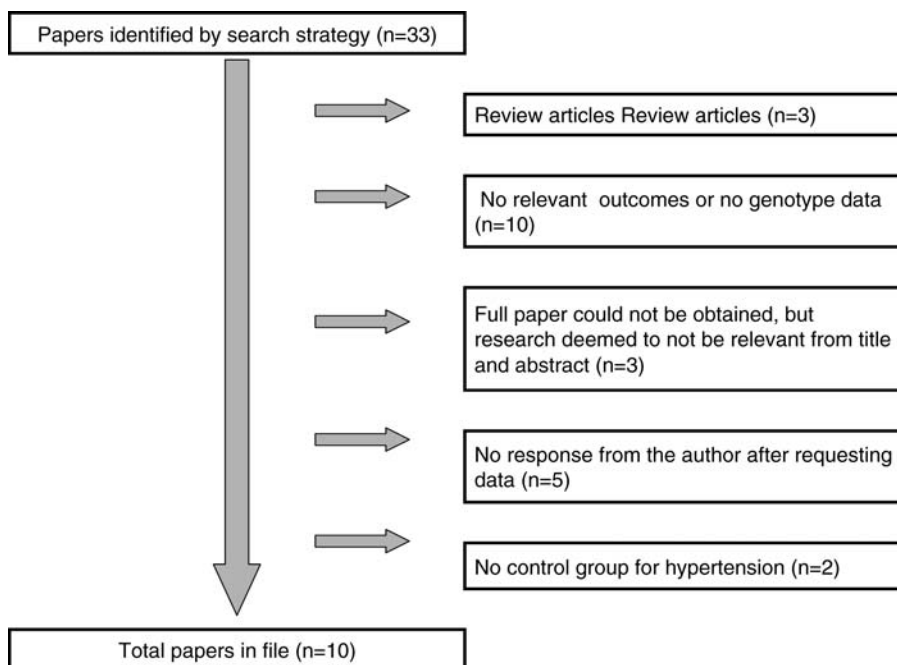 Papers identified by search strategy (n=33)
Review articles Review articles (n=3)
No relevant outcomes or no genotype data
(n=10)
Full paper could not be obtained, but
research deemed to not be relevant from title
and abstract (n=3)
No response from the author after requesting
data (n=5)
No control group for hypertension (n=2)
Total papers in file (n=10)